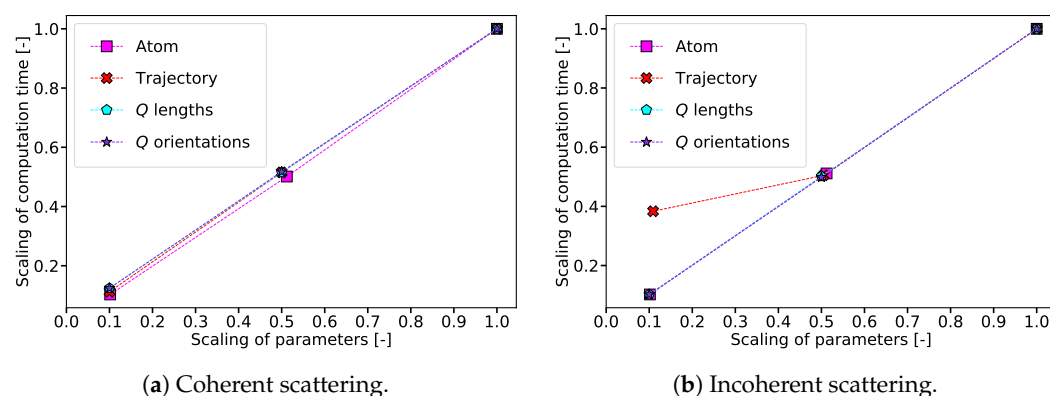 Scaling of computation time [-]
1.0
0.8
0.6
0.4
0.2
Atom
Trajectory
Q lengths
Q orientations
0.0 0.1 0.2 0.3 0.4 0.5 0.6 0.7 0.8 0.9 1.0
Scaling of parameters [-]
(a) Coherent scattering.
Scaling of computation time [-]
1.0
0.8
0.6
0.4
0.2
Atom
Trajectory
Q lengths
Q orientations
0.0 0.1 0.2 0.3 0.4 0.5 0.6 0.7 0.8 0.9 1.0
Scaling of parameters [-]
(b) Incoherent scattering.